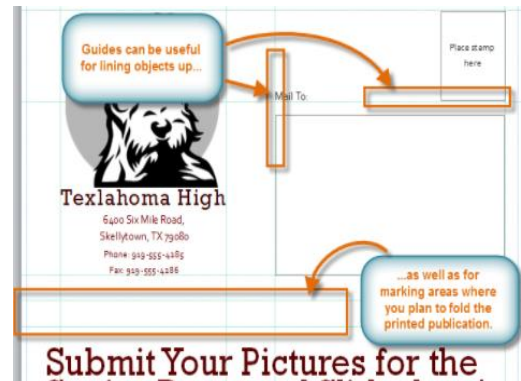 Guides can be useful
for lining objects up...
Place stamp
here
Mail To:
Texlahoma High
6400 Six Mile Road,
Skellytown, TX 79080
Phone: 919-555-4185
Fax: 919-555-4286
...as well as for
marking areas where
you plan to fold the
printed publication.
Submit Your Pictures for the